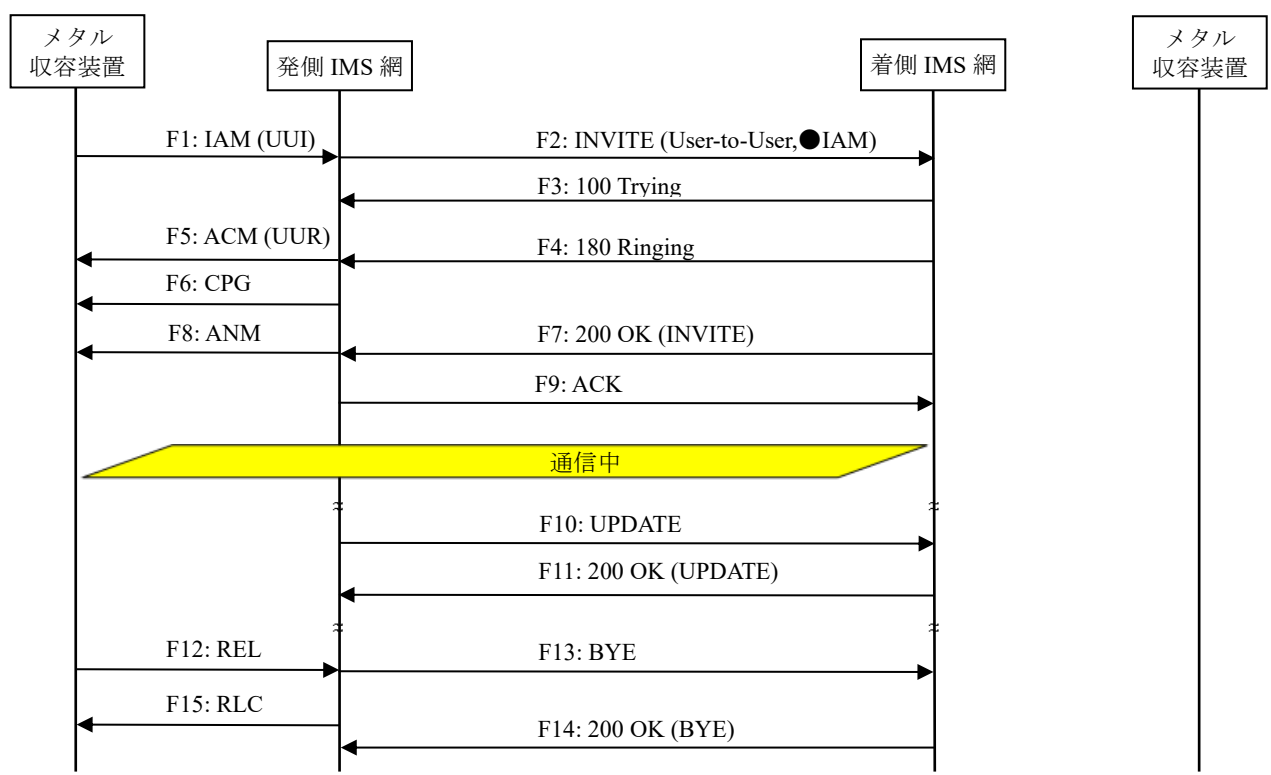 メタル
収容装置
発側 IMS 網
着側 IMS 網
メタル
収容装置
F1: IAM (UUI)
F2: INVITE (User-to-User,●IAM)
F3: 100 Trying
F5: ACM (UUR)
F4: 180 Ringing
F6: CPG
F8: ANM
F7: 200 OK (INVITE)
F9: ACK
通信中
≈
≈
F10: UPDATE
F11: 200 OK (UPDATE)
≈
≈
F12: REL
F13: BYE
F15: RLC
F14: 200 OK (BYE)